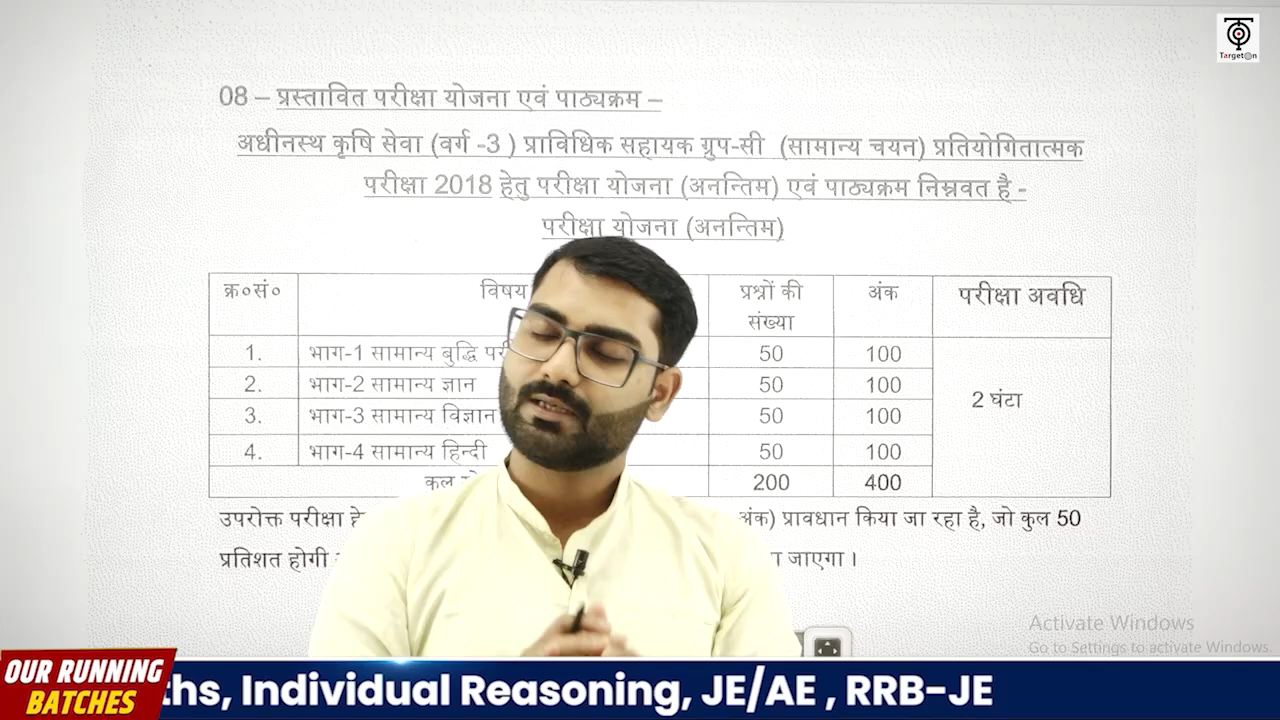 TargetOn
08 – प्रस्तावित परीक्षा योजना एवं पाठ्यक्रम –
अधीनस्थ कृषि सेवा (वर्ग -3 ) प्राविधिक सहायक ग्रुप-सी (सामान्य चयन) प्रतियोगितात्मक
परीक्षा 2018 हेतु परीक्षा योजना (अनन्तिम) एवं पाठ्यक्रम निम्नवत है -
परीक्षा योजना (अनन्तिम)
क्र०सं० विषय प्रश्नों की संख्या अंक परीक्षा अवधि
1. भाग-1 सामान्य बुद्धि 50 100
2. भाग-2 सामान्य ज्ञान 50 100 2 घंटा
3. भाग-3 सामान्य विज्ञान 50 100
4. भाग-4 सामान्य हिन्दी 50 100
200 400
उपरोक्त परीक्षा अंक) प्रावधान किया जा रहा है, जो कुल 50
प्रतिशत होगी जाएगा।
Activate Windows
Go to Settings to activate Windows.
OUR RUNNING
BATCHES
ths, Individual Reasoning, JE/AE , RRB-JE